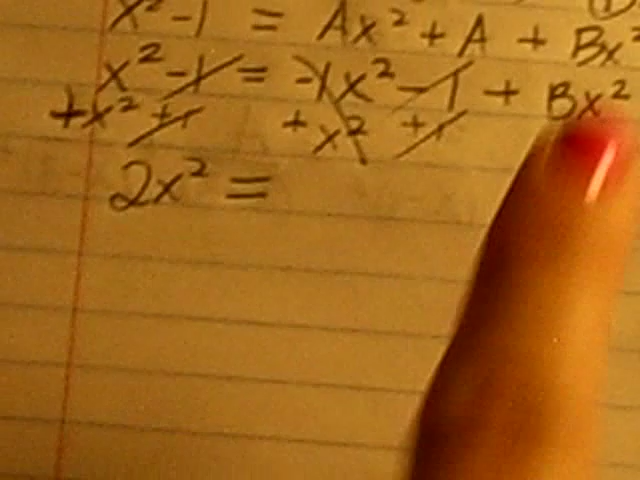 x² - 1 = Ax² + A + Bx²
x² - 1 = -1x² - 1 + Bx²
+x² +1 +x² +1
2x² =